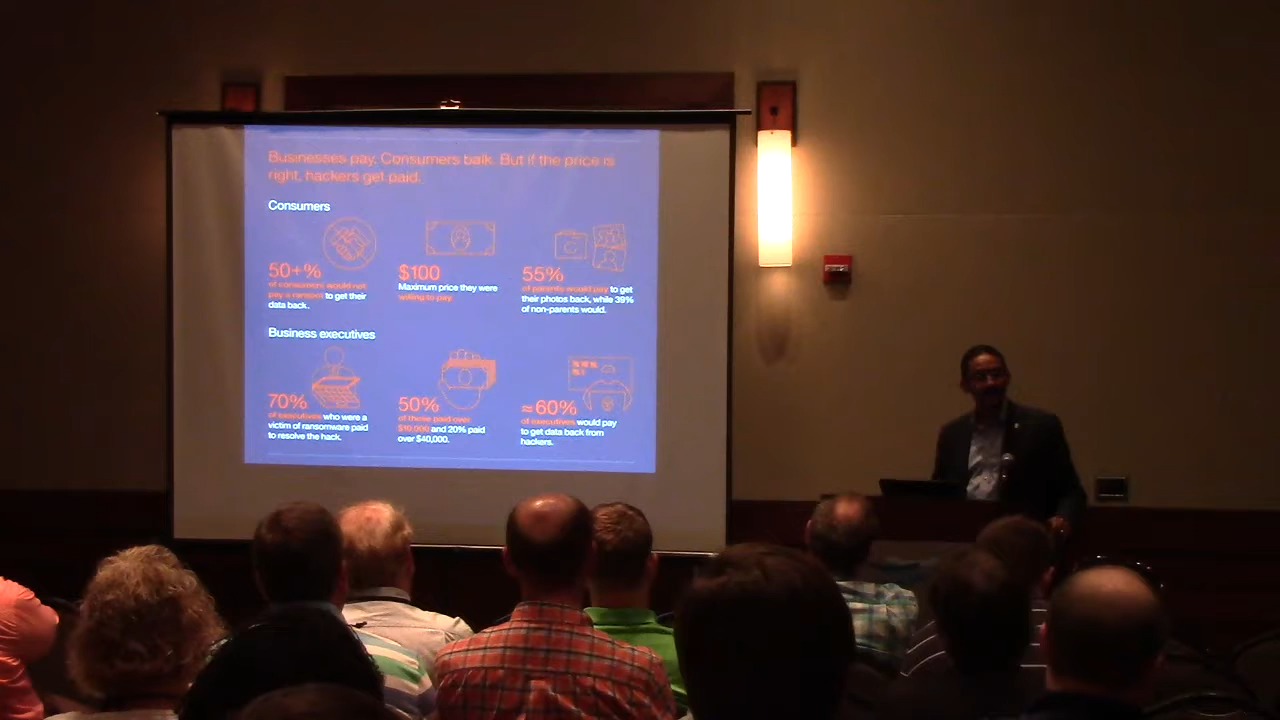 Businesses pay. Consumers balk. But if the price is
right, hackers get paid.
Consumers
50+%
of consumers would not
pay a ransom to get their
data back.
$100
Maximum price they were
willing to pay.
55%
of parents would pay to get
their photos back, while 39%
of non-parents would.
Business executives
70%
of executives who were a
victim of ransomware paid
to resolve the hack.
50%
of those paid over
$10,000 and 20% paid
over $40,000.
≈60%
of executives would pay
to get data back from
hackers.